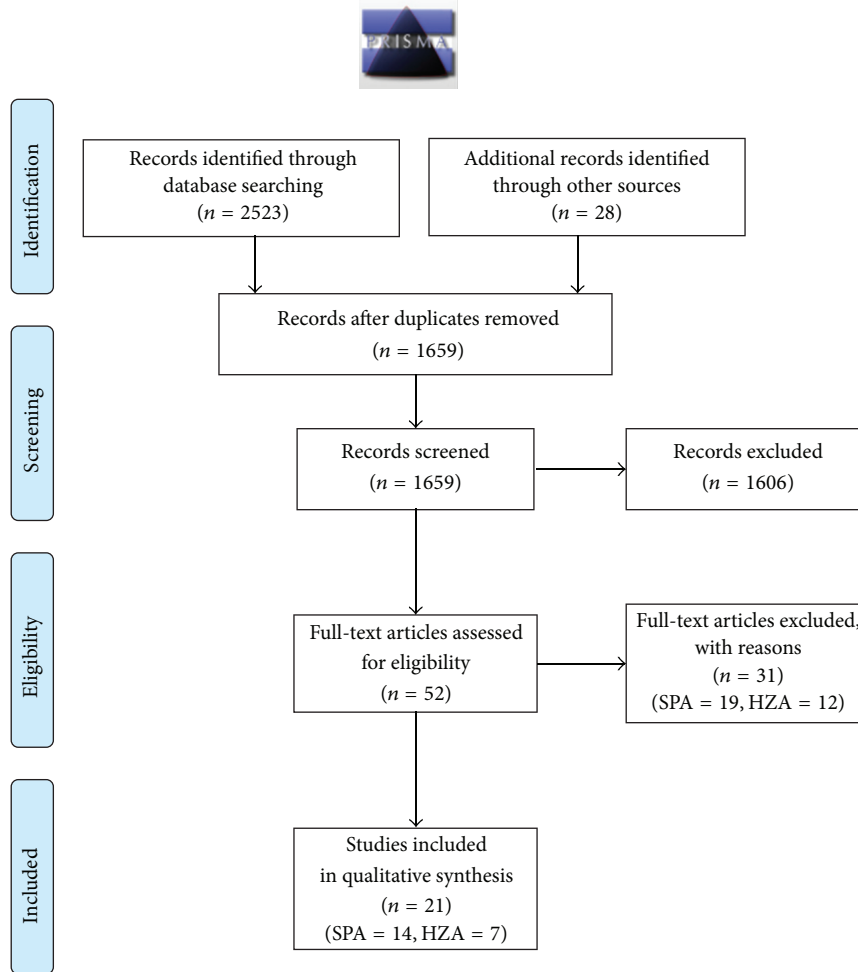 PRISMA
Identification
Records identified through
database searching
(n = 2523)
Additional records identified
through other sources
(n = 28)
Records after duplicates removed
(n = 1659)
Screening
Records screened
(n = 1659)
Records excluded
(n = 1606)
Eligibility
Full-text articles assessed
for eligibility
(n = 52)
Full-text articles excluded,
with reasons
(n = 31)
(SPA = 19, HZA = 12)
Included
Studies included
in qualitative synthesis
(n = 21)
(SPA = 14, HZA = 7)